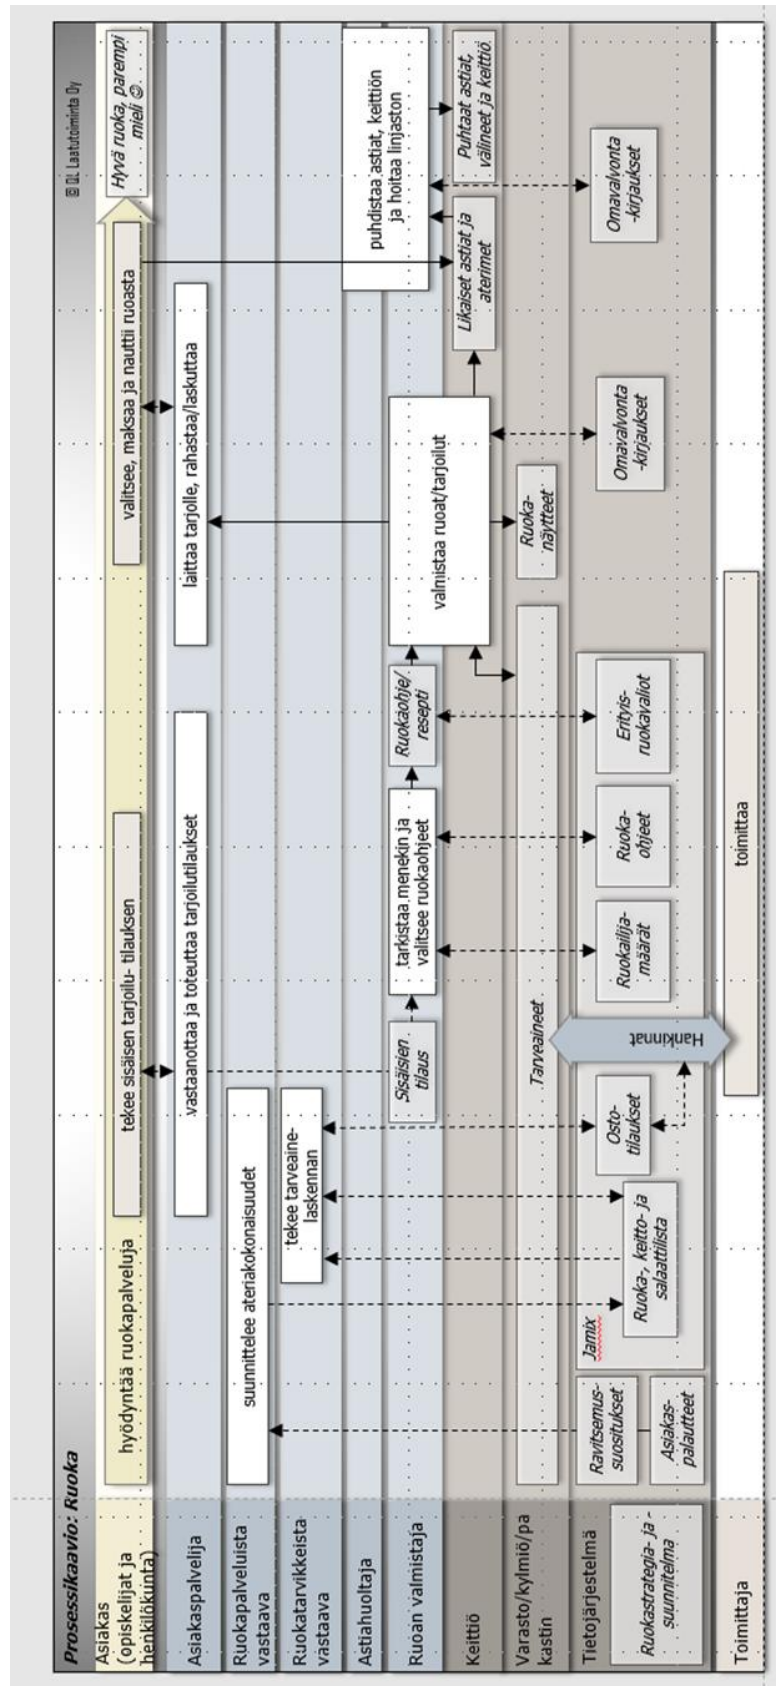 Prosessikaavio: Ruoka
© QL Laatutoiminta Oy
Asiakas
(opiskelijat ja
henkilökunta)
hyödyntää ruokapalveluja
tekee sisäisen tarjoilu- tilauksen
valitsee, maksaa ja nauttii ruoasta
Hyvä ruoka, parempi
mieli ☺
Asiakaspalvelija
vastaanottaa ja toteuttaa tarjoilutilaukset
laittaa tarjolle, rahastaa/laskuttaa
Ruokapalveluista
vastaava
suunnittelee ateriakokonaisuudet
Ruokatarvikkeista
vastaava
tekee tarveaine-
laskennan
Astiahuoltaja
puhdistaa astiat, keittiön
ja hoitaa linjaston
Ruoan valmistaja
Sisäisien
tilaus
tarkistaa menekin ja
valitsee ruokaohjeet
Ruokaohje/
resepti
valmistaa ruoat/tarjoilut
Keittiö
Likaiset astiat ja
aterimet
Puhtaat astiat,
välineet ja keittiö
Varasto/kylmiö/pa
kastin
Tarveaineet
Ruoka-
näytteet
Tietojärjestelmä
Ruokastrategia- ja -
suunnitelma
Ravitsemus-
suositukset
Asiakas-
palautteet
Jamix
Ruoka-, keitto- ja
salaattilista
Osto-
tilaukset
Hankinnat
Ruokailija-
määrät
Ruoka-
ohjeet
Erityis-
ruokavaliot
Omavalvonta
-kirjaukset
Omavalvonta
-kirjaukset
Toimittaja
toimittaa